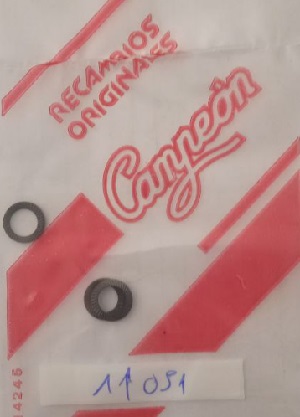 RECAMBIOS
ORIGINALES
Campeón
14246
11051